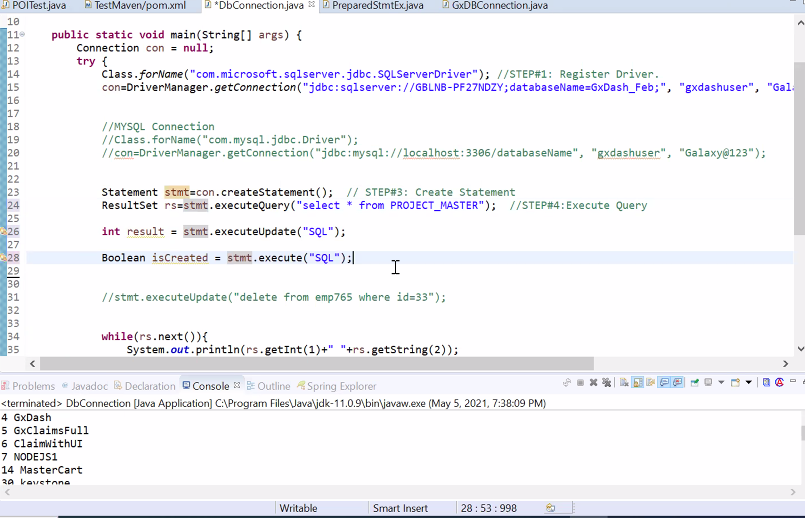 POITest.java TestMaven/pom.xml *DbConnection.java PreparedStmtEx.java GxDBConnection.java
10
11 public static void main(String[] args) {
12 Connection con = null;
13 try {
14 Class.forName("com.microsoft.sqlserver.jdbc.SQLServerDriver"); //STEP#1: Register Driver.
15 con=DriverManager.getConnection("jdbc:sqlserver://GBLNB-PF27NDZY;databaseName=GxDash_Feb;", "gxdashuser", "Gala
16
17
18 //MYSQL Connection
19 //Class.forName("com.mysql.jdbc.Driver");
20 //con=DriverManager.getConnection("jdbc:mysql://localhost:3306/databaseName", "gxdashuser", "Galaxy@123");
21
22
23 Statement stmt=con.createStatement(); // STEP#3: Create Statement
24 ResultSet rs=stmt.executeQuery("select * from PROJECT_MASTER"); //STEP#4:Execute Query
25
26 int result = stmt.executeUpdate("SQL");
27
28 Boolean isCreated = stmt.execute("SQL");
29
30
31 //stmt.executeUpdate("delete from emp765 where id=33");
32
33
34 while(rs.next()){
35 System.out.println(rs.getInt(1)+" "+rs.getString(2));
Problems Javadoc Declaration Console Outline Spring Explorer
<terminated> DbConnection [Java Application] C:\Program Files\Java\jdk-11.0.9\bin\javaw.exe (May 5, 2021, 7:38:09 PM)
4 GxDash
5 GxClaimsFull
6 ClaimWithUI
7 NODEJS1
14 MasterCart
30 keystone
Writable Smart Insert 28 : 53 : 998